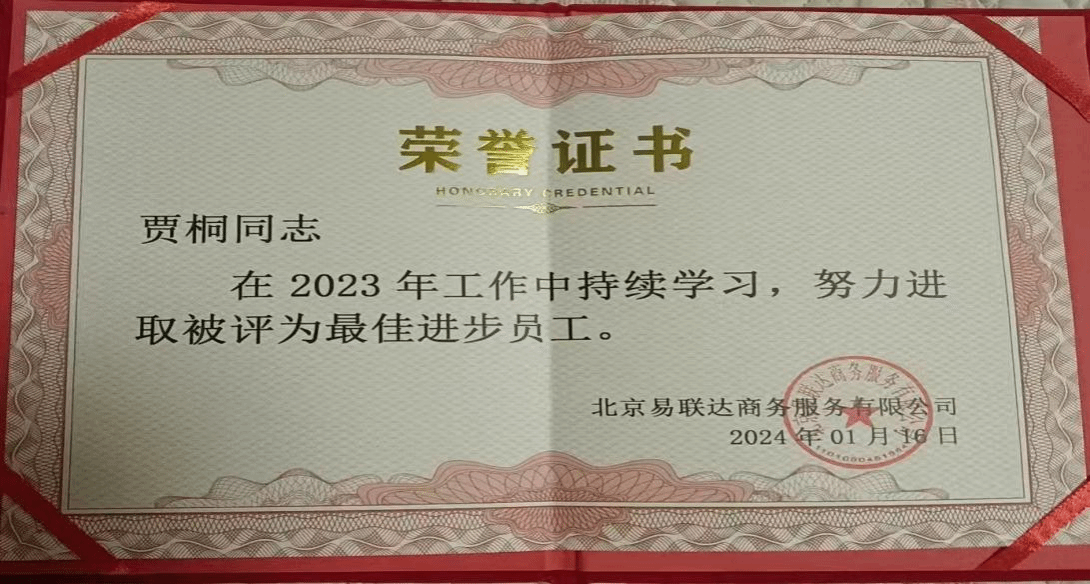 荣誉证书
HONORARY CREDENTIAL
贾桐同志
在 2023 年工作中持续学习，努力进
取被评为最佳进步员工。
北京易联达商务服务有限公司
2024 年 01 月 16 日